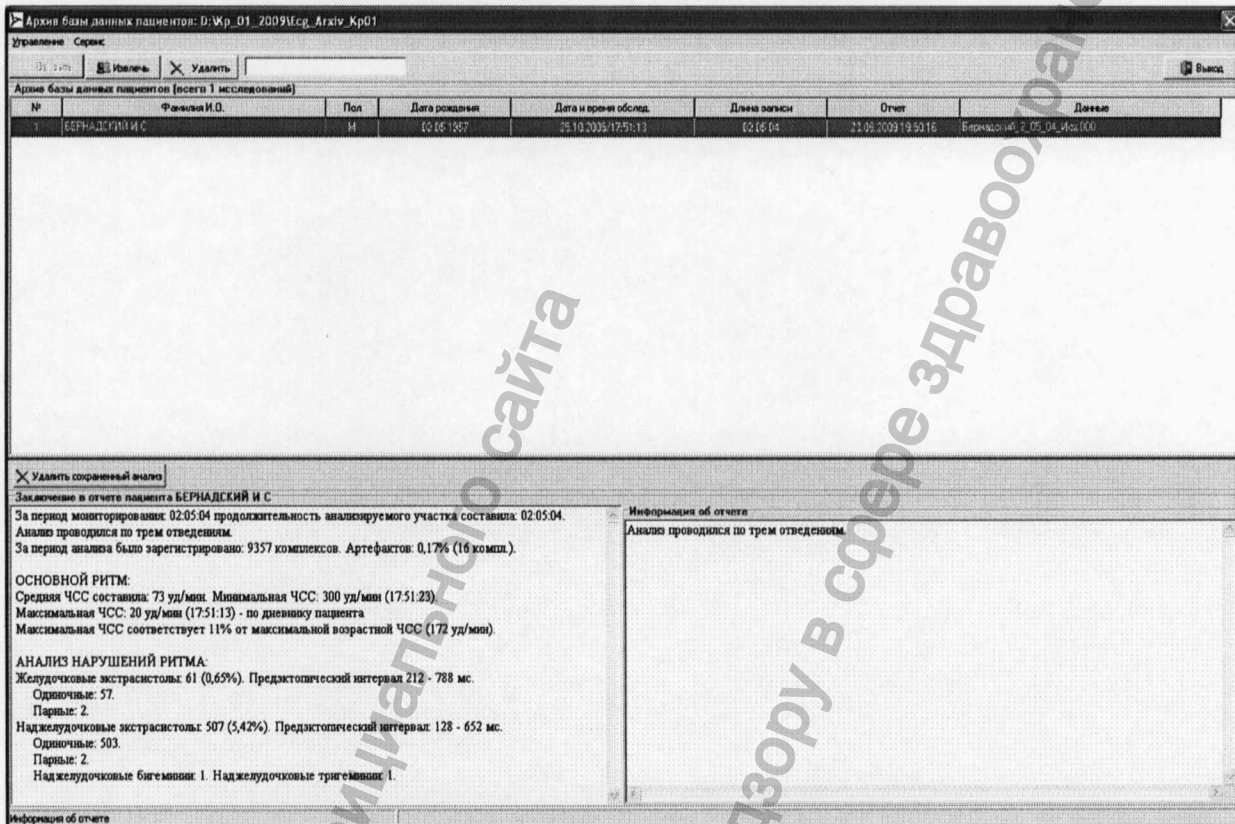 Архив базы данных пациентов: D:\Kp_01_2009\Ecg_Arxiv_Kp01
Управление Сервис
Извлечь Удалить Выход
Архив базы данных пациентов (всего 1 исследований)
№ Фамилия И.О. Пол Дата рождения Дата и время обслед. Длина записи Отчет Данные
1 БЕРНАДСКИЙ И С М 02:05:04
Удалить сохраненный анализ
Заключение в отчете пациента БЕРНАДСКИЙ И С
За период мониторирования: 02:05:04 продолжительность анализируемого участка составила: 02:05:04.
Анализ проводился по трем отведениям.
За период анализа было зарегистрировано: 9357 комплексов. Артефактов: 0,17% (16 компл.).
ОСНОВНОЙ РИТМ:
Средняя ЧСС составила: 73 уд/мин. Минимальная ЧСС: 300 уд/мин (17:51:23).
Максимальная ЧСС: 20 уд/мин (17:51:13) - по дневнику пациента
Максимальная ЧСС соответствует 11% от максимальной возрастной ЧСС (172 уд/мин).
АНАЛИЗ НАРУШЕНИЙ РИТМА:
Желудочковые экстрасистолы: 61 (0,65%). Предэктопический интервал 212 - 788 мс.
Одиночные: 57.
Парные: 2.
Наджелудочковые экстрасистолы: 507 (5,42%). Предэктопический интервал: 128 - 652 мс.
Одиночные: 503.
Парные: 2.
Наджелудочковые бигеминии: 1. Наджелудочковые тригеминии: 1.
Информация об отчете
Анализ проводился по трем отведениям.
Информация об отчете
сайта
в сфере